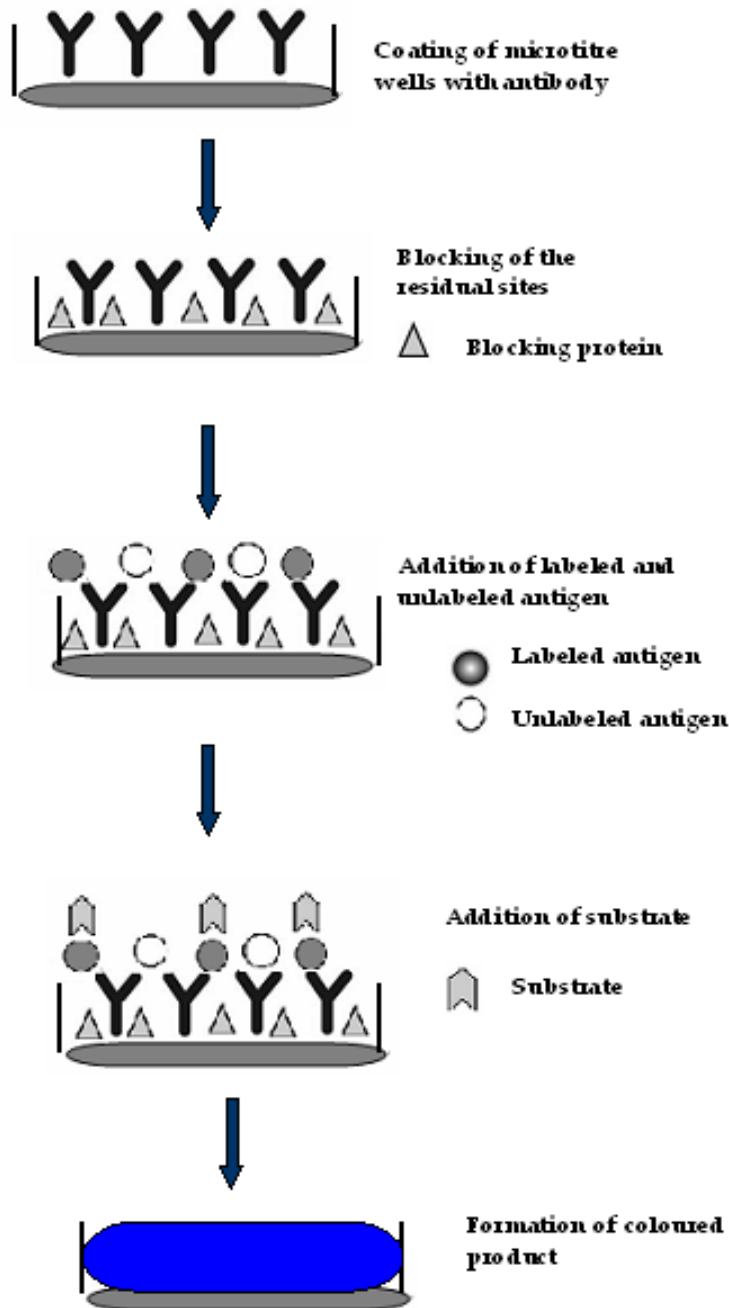 Coating of microtitre
wells with antibody
Blocking of the
residual sites
Blocking protein
Addition of labeled and
unlabeled antigen
Labeled antigen
Unlabeled antigen
Addition of substrate
Substrate
Formation of coloured
product